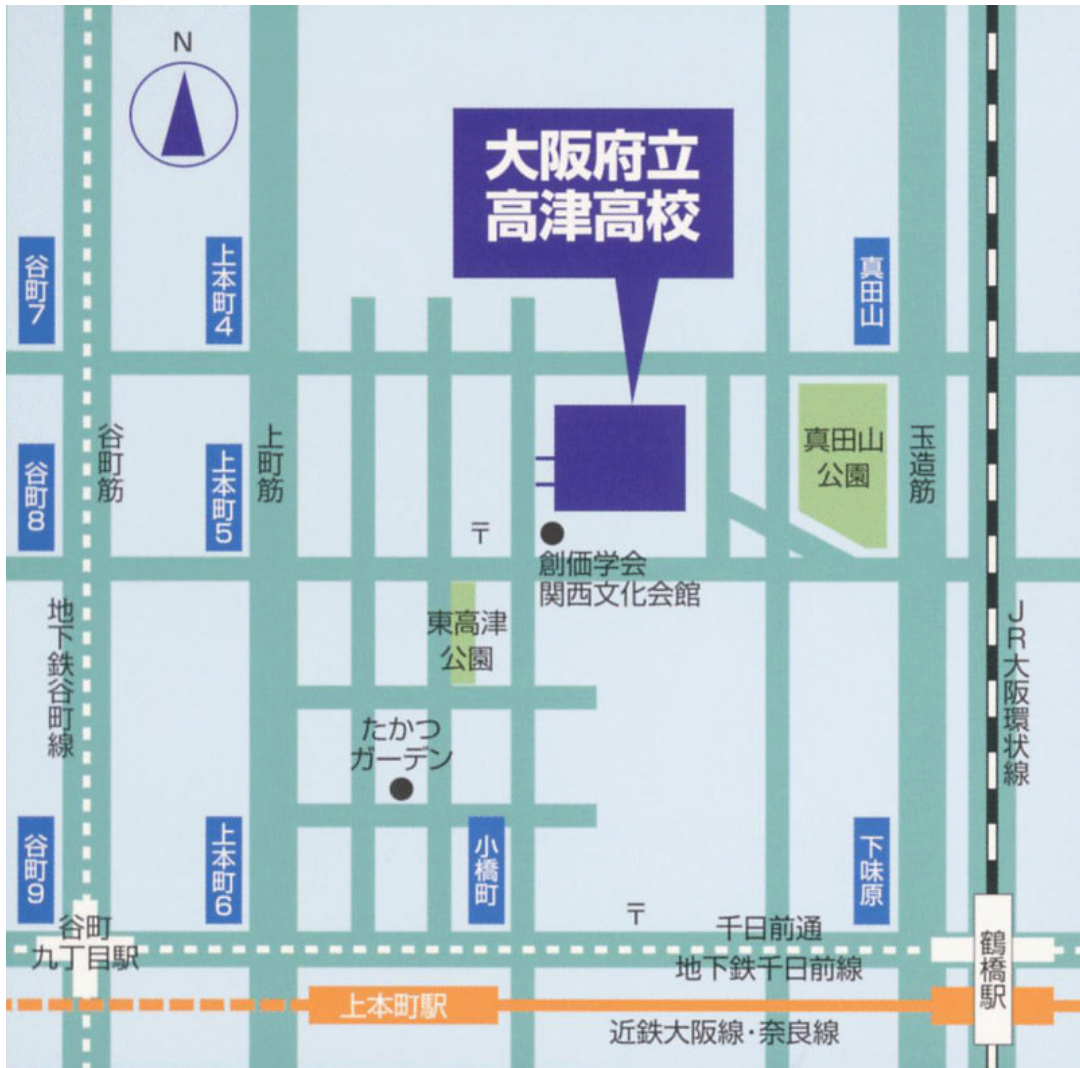 N
大阪府立
高津高校
谷町7
上本町4
真田山
谷町筋
上町筋
谷町8
上本町5
真田山
公園
玉造筋
〒
創価学会
関西文化会館
地下鉄谷町線
東高津
公園
JR大阪環状線
たかつ
ガーデン
谷町9
上本町6
小橋町
下味原
〒
谷町
九丁目駅
千日前通
地下鉄千日前線
鶴橋駅
上本町駅
近鉄大阪線・奈良線